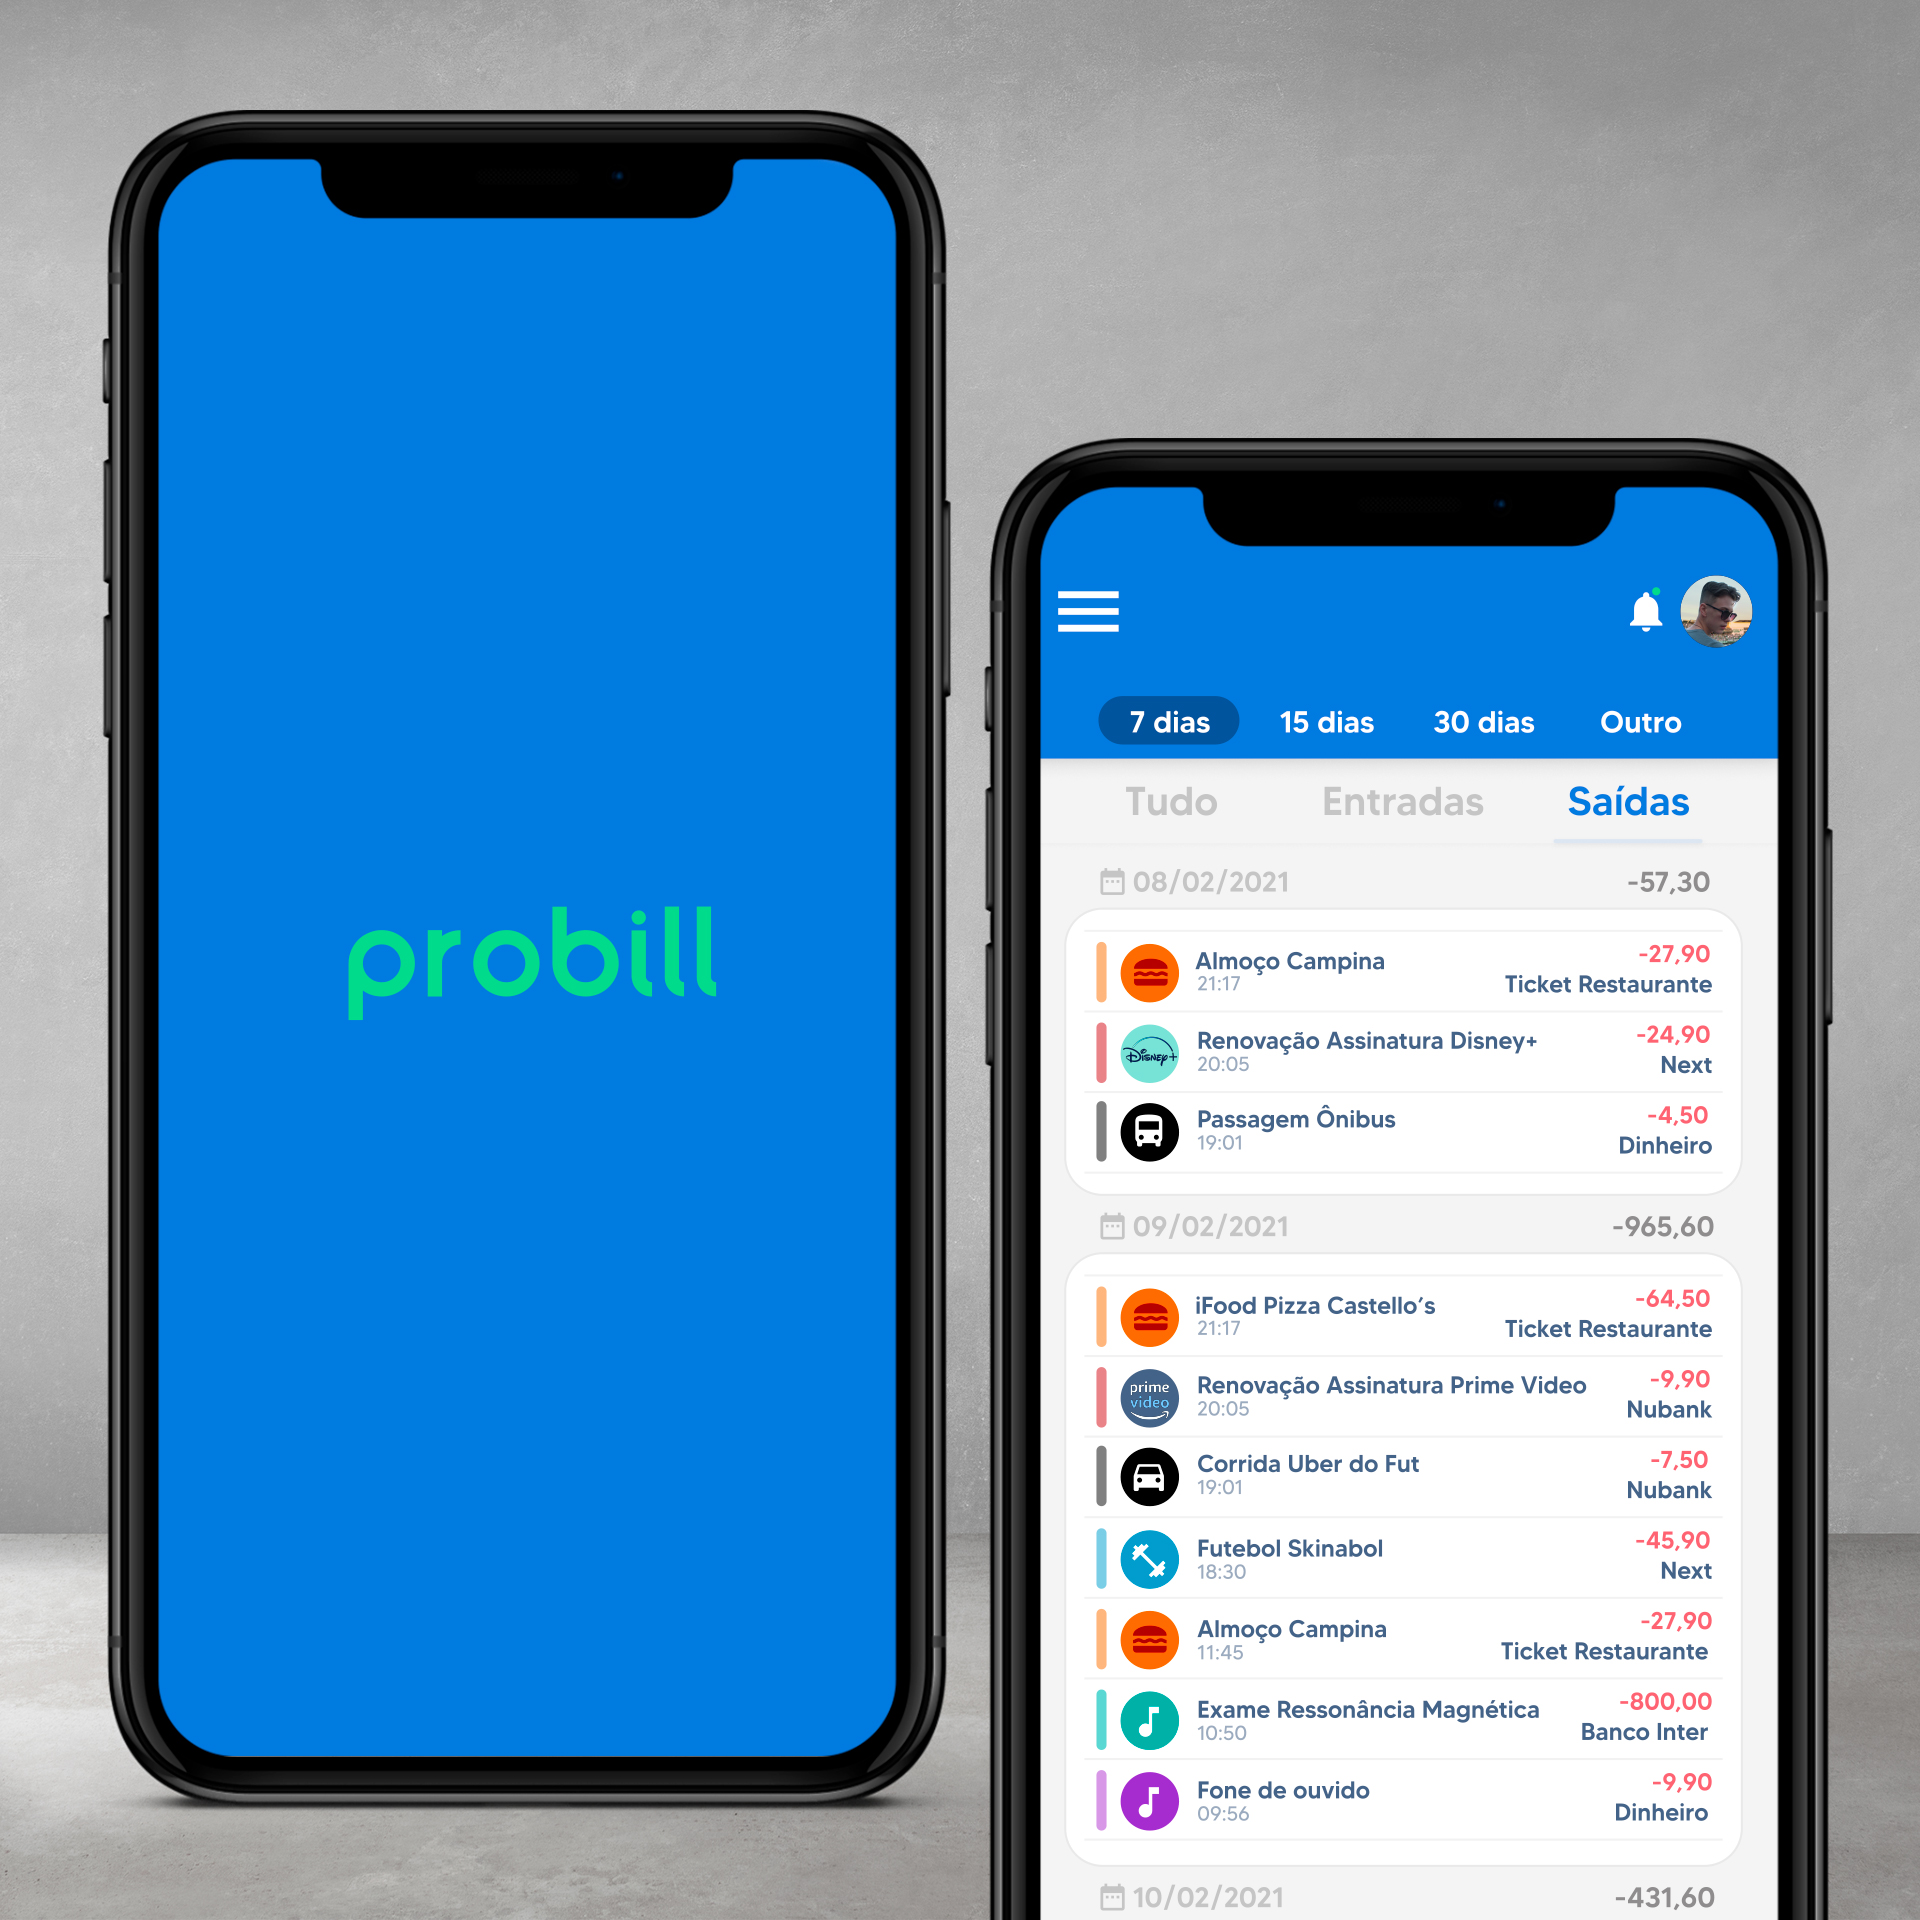 probill
7 dias 15 dias 30 dias Outro
Tudo Entradas Saídas
08/02/2021 -57,30
Almoço Campina -27,90
21:17 Ticket Restaurante
Disney+ Renovação Assinatura Disney+ -24,90
20:05 Next
Passagem Ônibus -4,50
19:01 Dinheiro
09/02/2021 -965,60
iFood Pizza Castello’s -64,50
21:17 Ticket Restaurante
prime video Renovação Assinatura Prime Video -9,90
20:05 Nubank
Corrida Uber do Fut -7,50
19:01 Nubank
Futebol Skinabol -45,90
18:30 Next
Almoço Campina -27,90
11:45 Ticket Restaurante
Exame Ressonância Magnética -800,00
10:50 Banco Inter
Fone de ouvido -9,90
09:56 Dinheiro
10/02/2021 -431,60